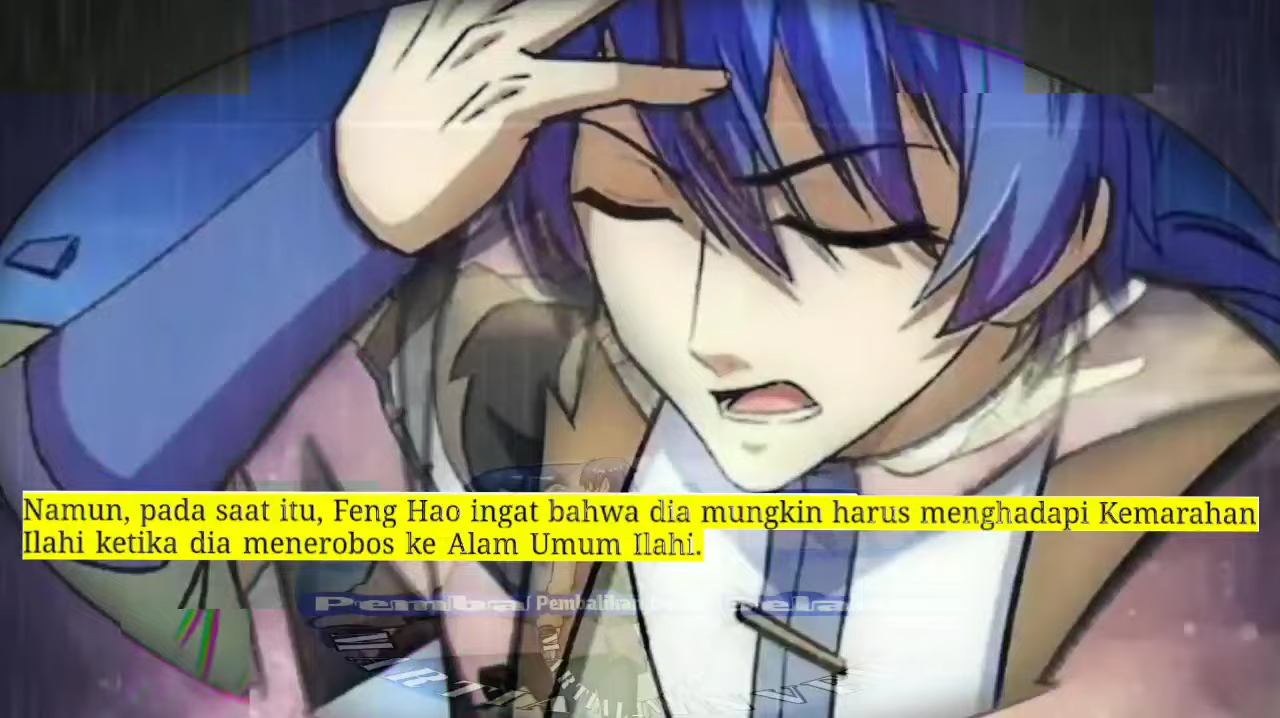 Namun, pada saat itu, Feng Hao ingat bahwa dia mungkin harus menghadapi Kemarahan
Ilahi ketika dia menerobos ke Alam Umum Ilahi.